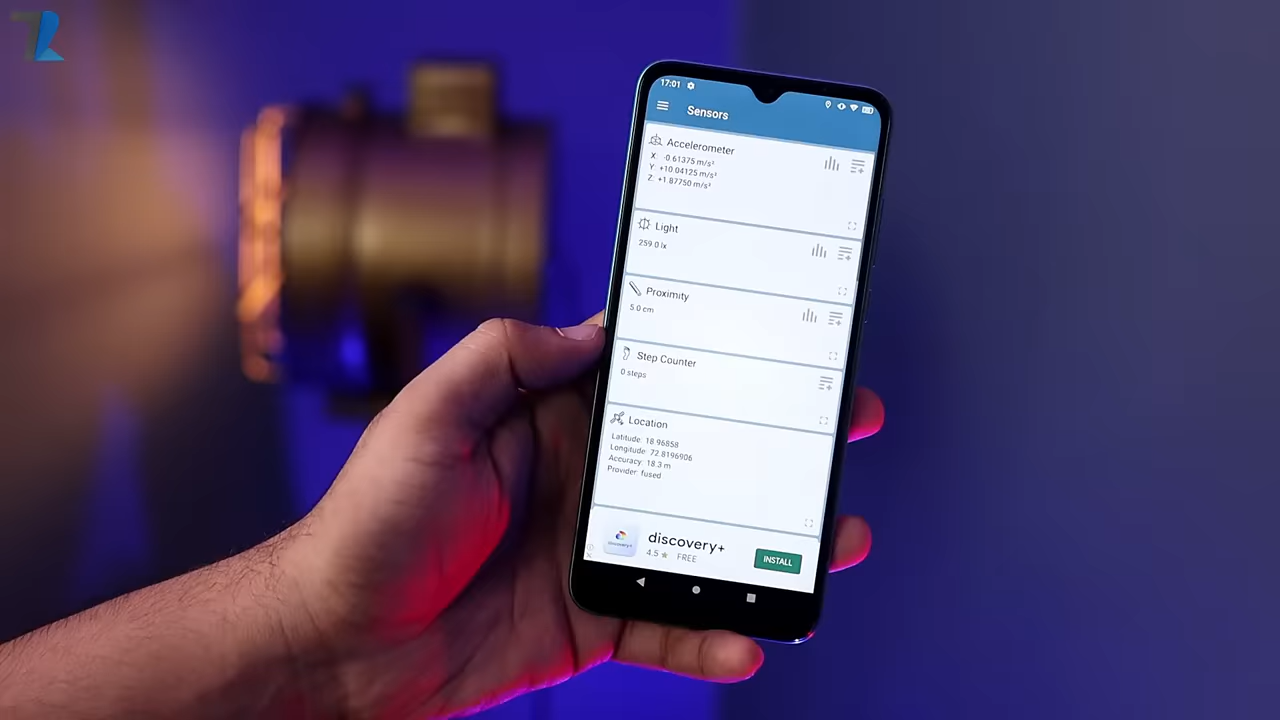 17:01
Sensors
Accelerometer
X: -0.61375 m/s²
Y: +10.04125 m/s²
Z: +1.87750 m/s²
Light
259.0 lx
Proximity
5.0 cm
Step Counter
0 steps
Location
Latitude: 18.96858
Longitude: 72.8196906
Accuracy: 18.3 m
Provider: fused
discovery+
4.5 ★ FREE
INSTALL